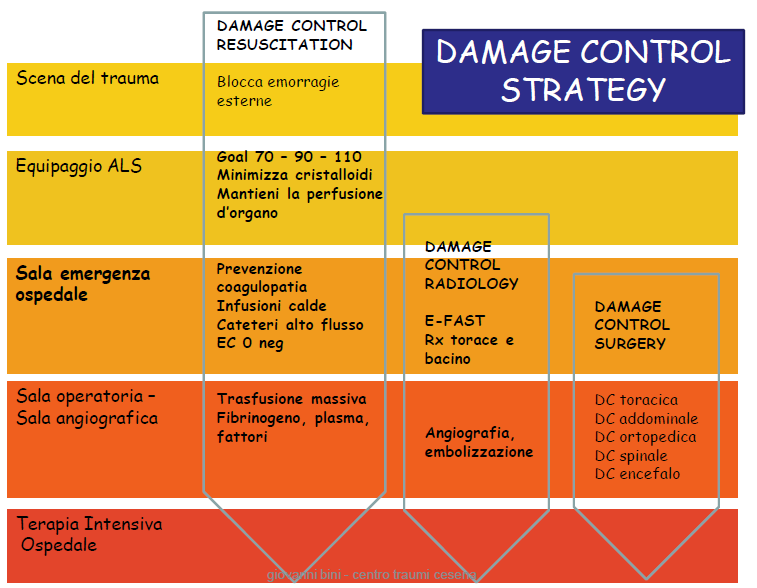 DAMAGE CONTROL
STRATEGY
DAMAGE CONTROL
RESUSCITATION
Scena del trauma
Blocca emorragie
esterne
Equipaggio ALS
Goal 70 – 90 – 110
Minimizza cristalloidi
Mantieni la perfusione
d’organo
Sala emergenza
ospedale
Prevenzione
coagulopatia
Infusioni calde
Cateteri alto flusso
EC 0 neg
DAMAGE
CONTROL
RADIOLOGY
E-FAST
Rx torace e
bacino
DAMAGE
CONTROL
SURGERY
Sala operatoria –
Sala angiografica
Trasfusione massiva
Fibrinogeno, plasma,
fattori
Angiografia,
embolizzazione
DC toracica
DC addominale
DC ortopedica
DC spinale
DC encefalo
Terapia Intensiva
Ospedale
giovanni bini - centro traumi cesena